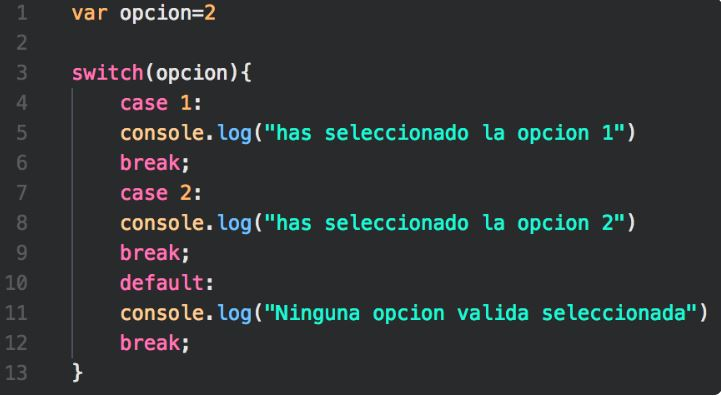 1 var opcion=2
2
3 switch(opcion){
4 case 1:
5 console.log("has seleccionado la opcion 1")
6 break;
7 case 2:
8 console.log("has seleccionado la opcion 2")
9 break;
10 default:
11 console.log("Ninguna opcion valida seleccionada")
12 break;
13 }